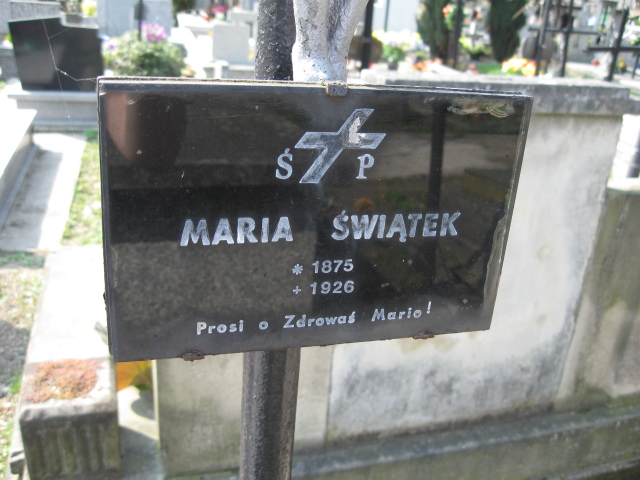 Ś P
MARIA ŚWIĄTEK
* 1875
+ 1926
Prosi o Zdrowaś Mario!